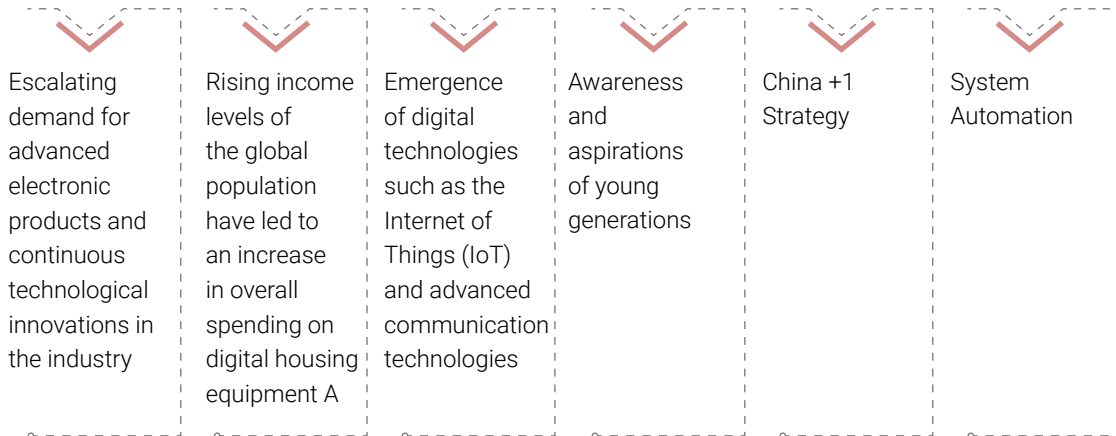 Escalating
demand for
advanced
electronic
products and
continuous
technological
innovations in
the industry
Rising income
levels of
the global
population
have led to
an increase
in overall
spending on
digital housing
equipment A
Emergence
of digital
technologies
such as the
Internet of
Things (IoT)
and advanced
communication
technologies
Awareness
and
aspirations
of young
generations
China +1
Strategy
System
Automation